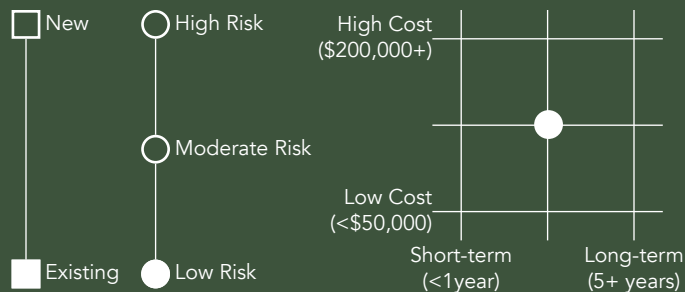 New
High Risk
High Cost
($200,000+)
Moderate Risk
Low Cost
(<$50,000)
Existing
Low Risk
Short-term
(<1year)
Long-term
(5+ years)